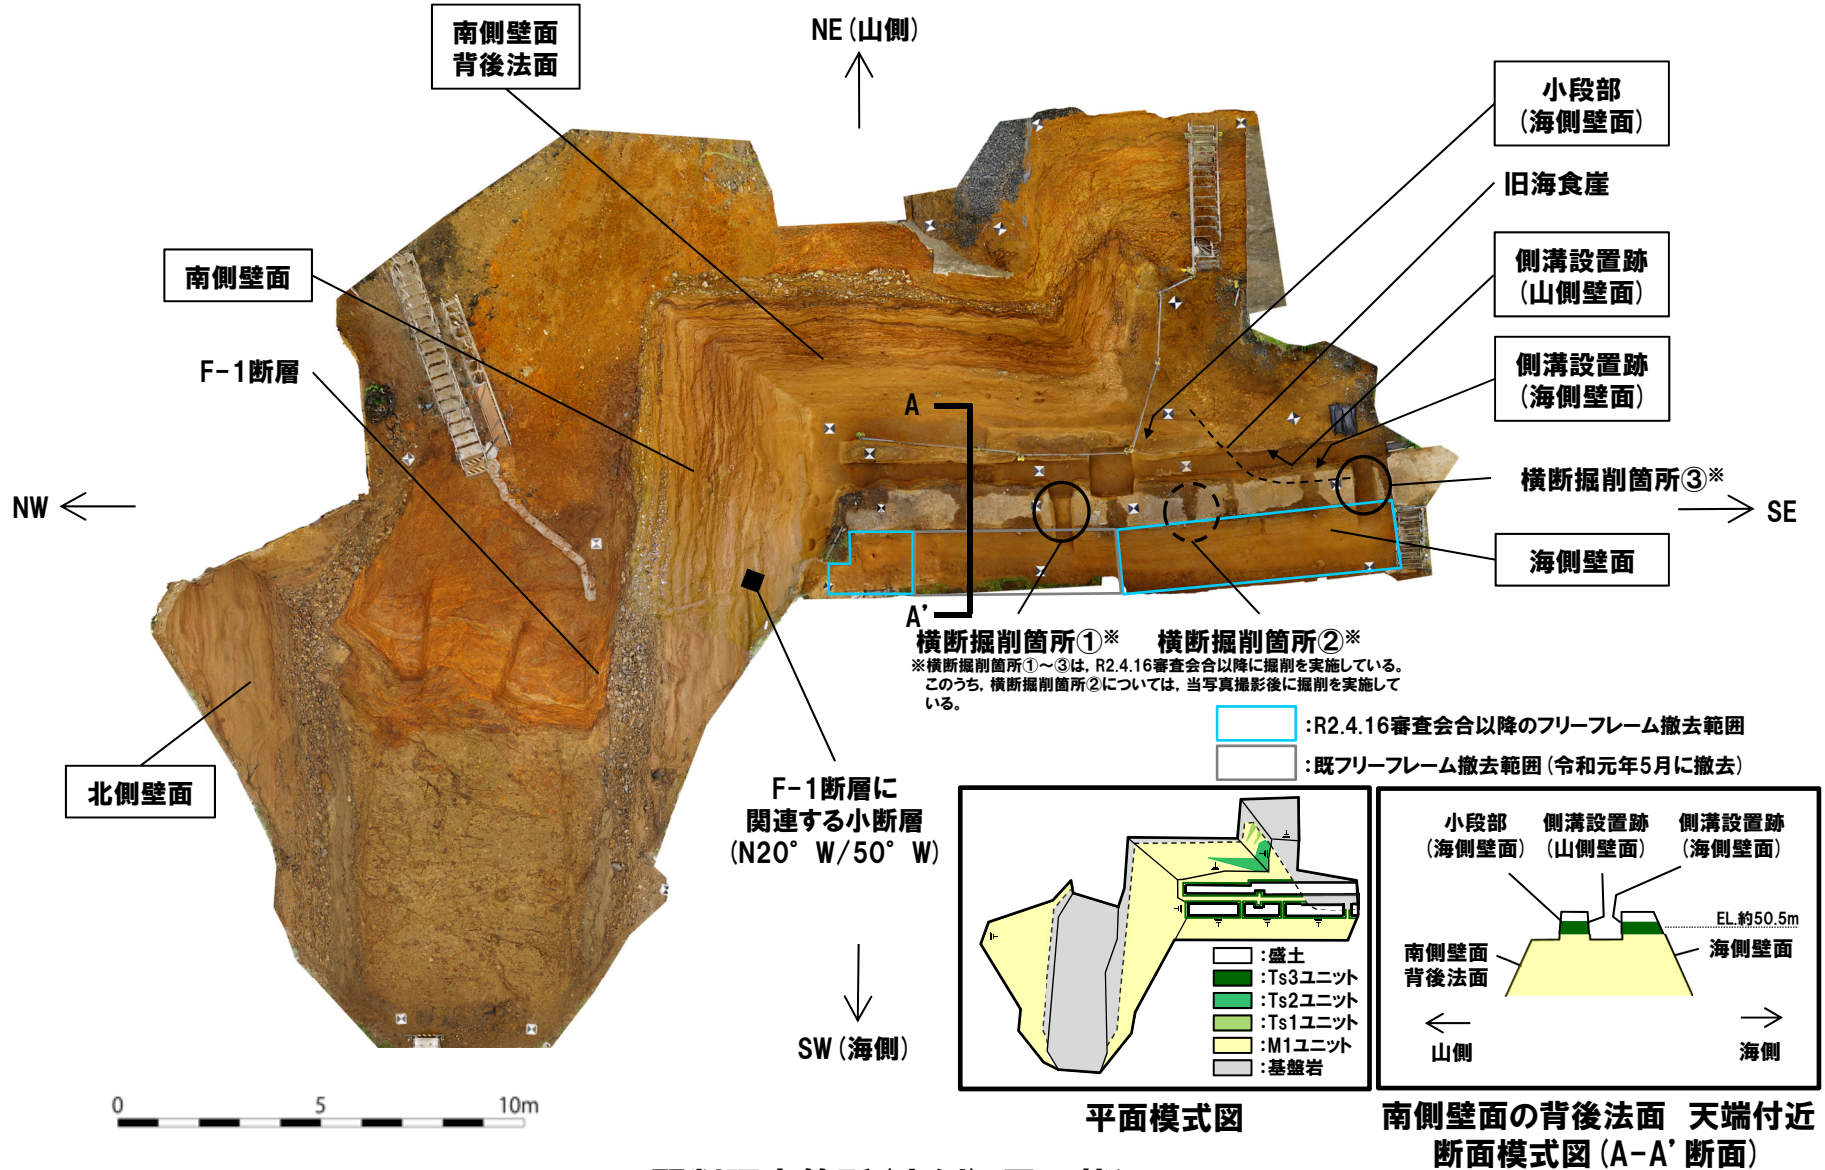 南側壁面
背後法面
NE(山側)
小段部
(海側壁面)
旧海食崖
側溝設置跡
(山側壁面)
南側壁面
側溝設置跡
(海側壁面)
F-1断層
A
横断掘削箇所③※
NW
SE
海側壁面
A'
横断掘削箇所①※
横断掘削箇所②※
※横断掘削箇所①～③は，R2.4.16審査会合以降に掘削を実施している。
このうち，横断掘削箇所②については，当写真撮影後に掘削を実施して
いる。
:R2.4.16審査会合以降のフリーフレーム撤去範囲
:既フリーフレーム撤去範囲(令和元年5月に撤去)
北側壁面
F-1断層に
関連する小断層
(N20°W/50°W)
SW(海側)
:盛土
:Ts3ユニット
:Ts2ユニット
:Ts1ユニット
:M1ユニット
:基盤岩
平面模式図
小段部
(海側壁面)
側溝設置跡
(山側壁面)
側溝設置跡
(海側壁面)
EL.約50.5m
南側壁面
背後法面
海側壁面
山側
海側
南側壁面の背後法面 天端付近
断面模式図(A-A'断面)
0 5 10m